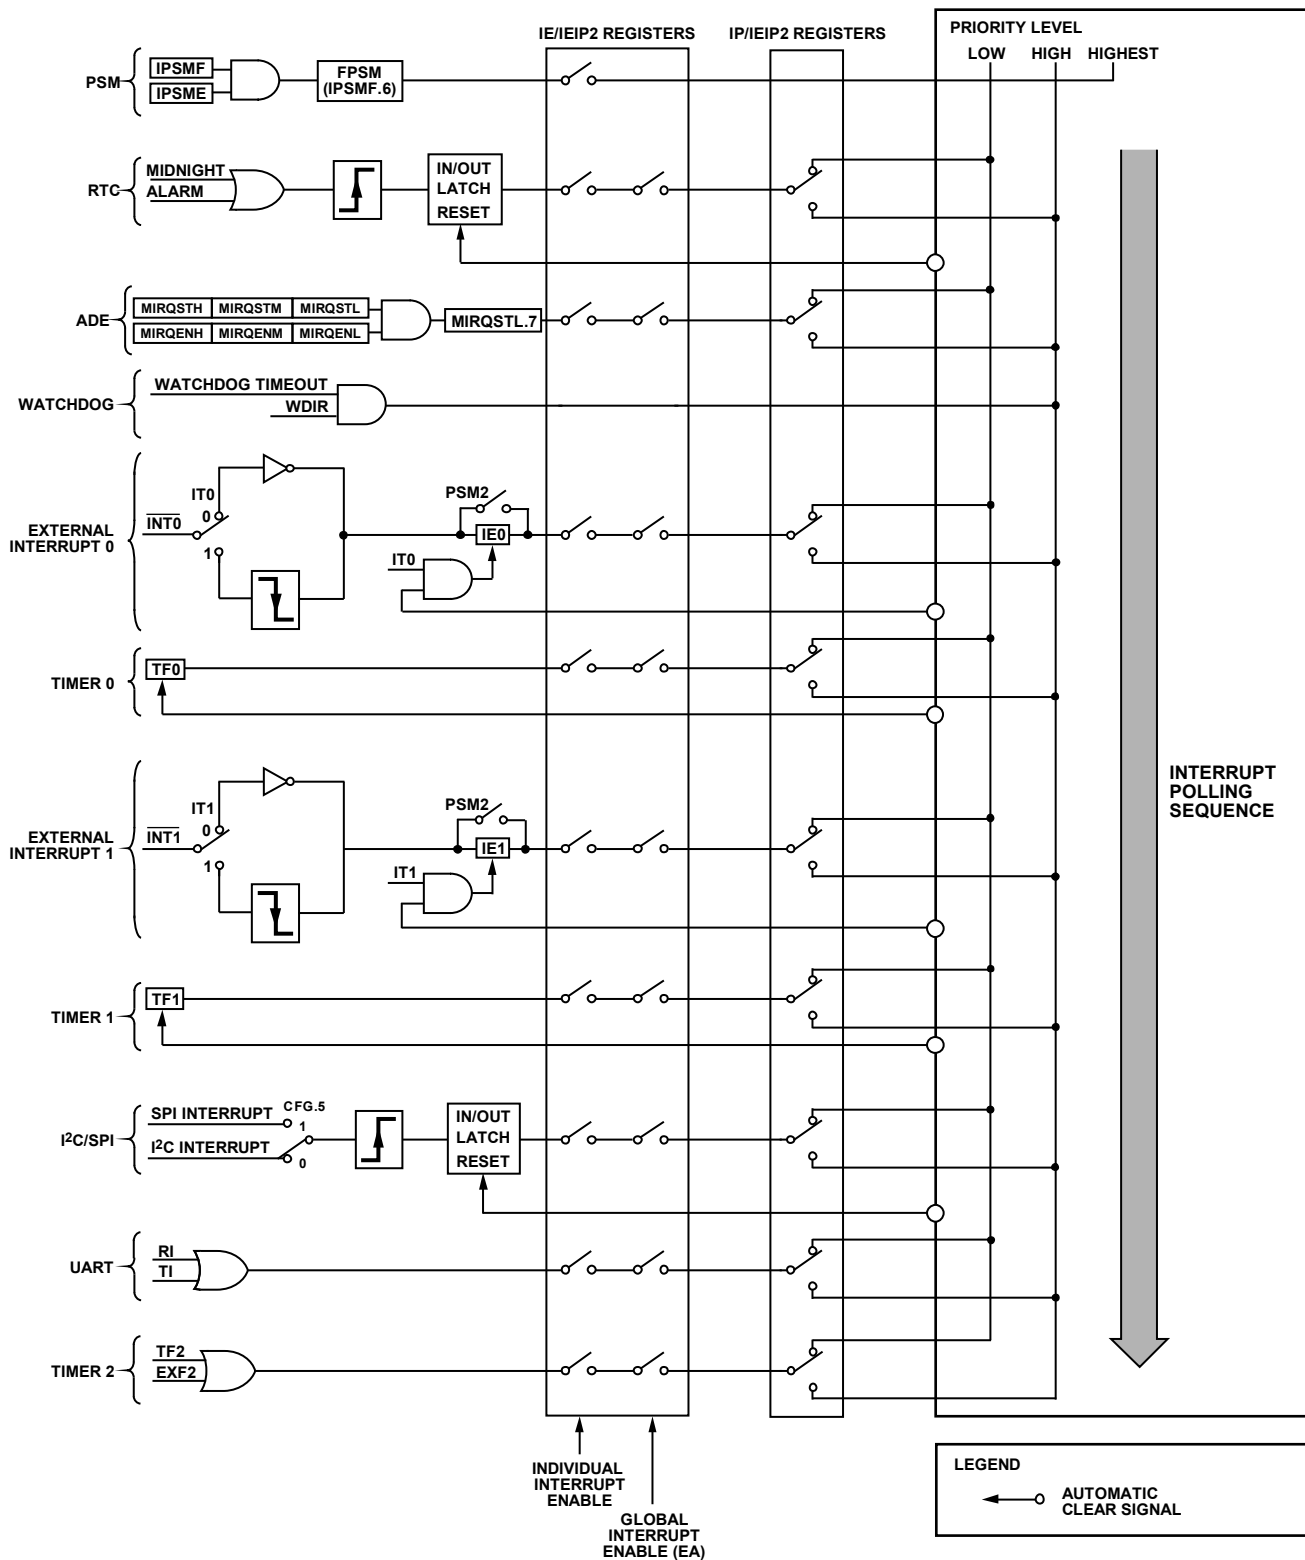 IE/IEIP2 REGISTERS
IP/IEIP2 REGISTERS
PRIORITY LEVEL
LOW
HIGH
HIGHEST
PSM
IPSMF
IPSME
FPSM
(IPSMF.6)
RTC
MIDNIGHT
ALARM
IN/OUT
LATCH
RESET
ADE
MIRQSTH
MIRQSTM
MIRQSTL
MIRQENH
MIRQENM
MIRQENL
MIRQSTL.7
WATCHDOG
WATCHDOG TIMEOUT
WDIR
EXTERNAL
INTERRUPT 0
INT0
IT0
0
1
PSM2
IE0
IT0
TIMER 0
TF0
EXTERNAL
INTERRUPT 1
INT1
IT1
0
1
PSM2
IE1
IT1
INTERRUPT
POLLING
SEQUENCE
TIMER 1
TF1
I2C/SPI
SPI INTERRUPT
I2C INTERRUPT
CFG.5
1
0
IN/OUT
LATCH
RESET
UART
RI
TI
TIMER 2
TF2
EXF2
INDIVIDUAL
INTERRUPT
ENABLE
GLOBAL
INTERRUPT
ENABLE (EA)
LEGEND
AUTOMATIC
CLEAR SIGNAL